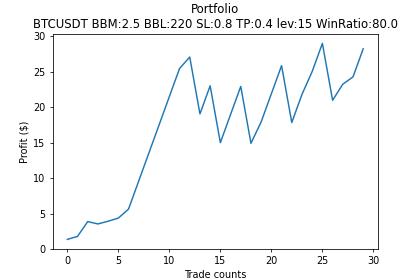 Portfolio
BTCUSDT BBM:2.5 BBL:220 SL:0.8 TP:0.4 lev:15 WinRatio:80.0
30
25
20
15
10
5
0
Profit ($)
0 5 10 15 20 25 30
Trade counts